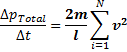 Δp_Total / Δt = 2m / l ∑_{i=1}^{N} v²